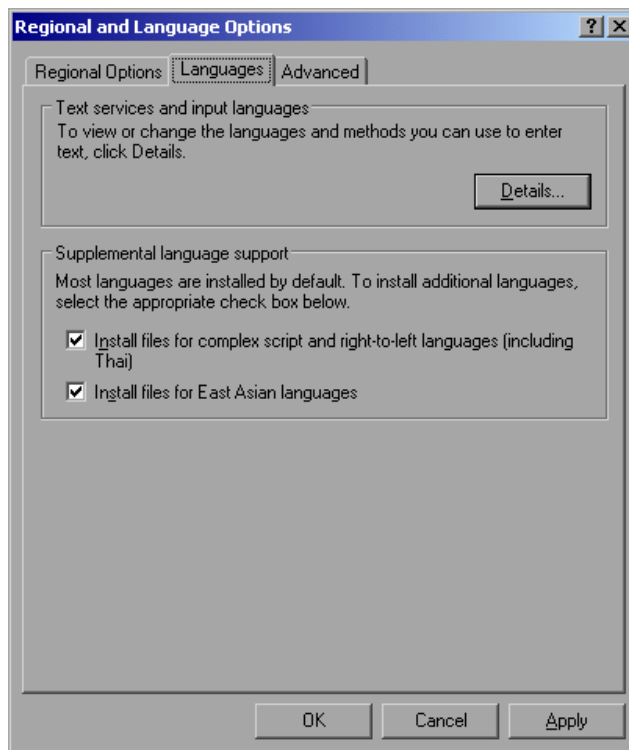 Regional and Language Options
Regional Options Languages Advanced
Text services and input languages
To view or change the languages and methods you can use to enter
text, click Details.
Details...
Supplemental language support
Most languages are installed by default. To install additional languages,
select the appropriate check box below.
Install files for complex script and right-to-left languages (including
Thai)
Install files for East Asian languages
OK Cancel Apply